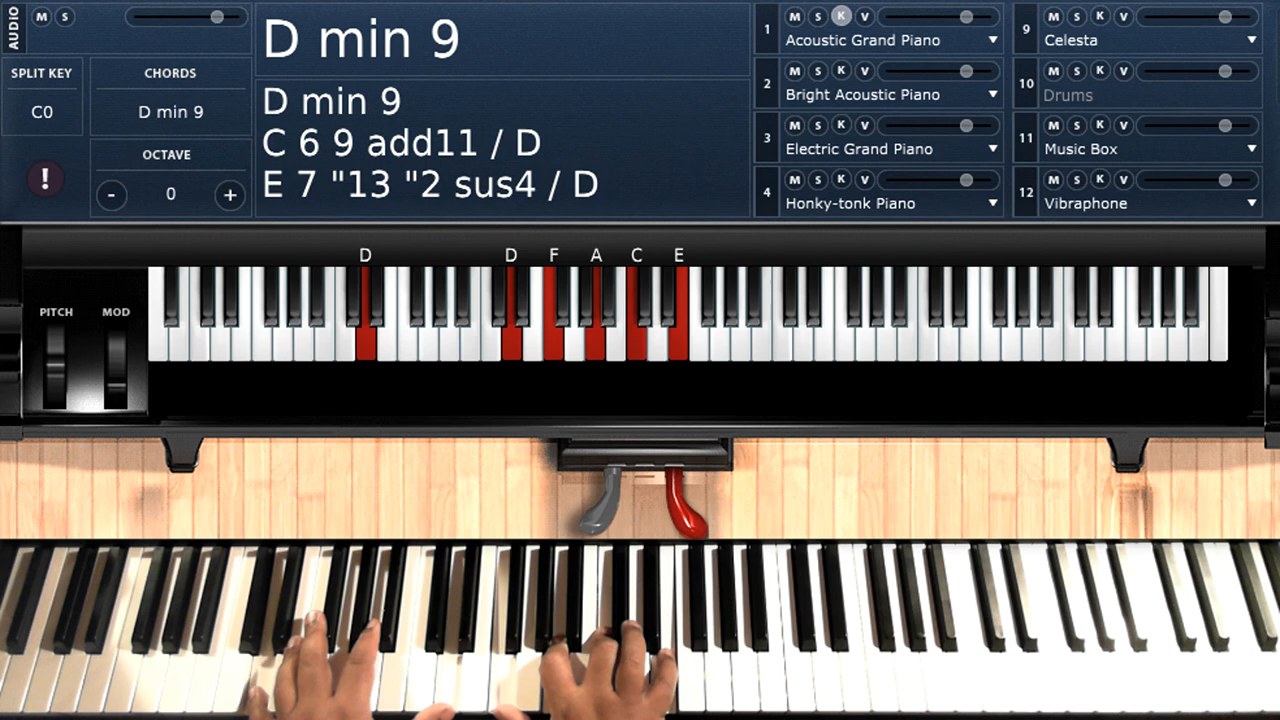 AUDIO
M S
SPLIT KEY
C0
!
CHORDS
D min 9
OCTAVE
- 0 +
D min 9
D min 9
C 6 9 add11 / D
E 7 "13 "2 sus4 / D
1 M S K V
Acoustic Grand Piano
2 M S K V
Bright Acoustic Piano
3 M S K V
Electric Grand Piano
4 M S K V
Honky-tonk Piano
9 M S K V
Celesta
10 M S K V
Drums
11 M S K V
Music Box
12 M S K V
Vibraphone
D D F A C E
PITCH MOD